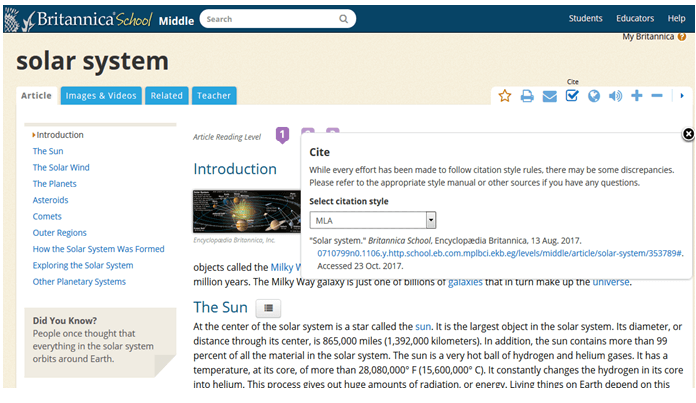 Britannica School Middle
Search
Students Educators Help
My Britannica ?
solar system
Cite
Article Images & Videos Related Teacher
Introduction
The Sun
The Solar Wind
The Planets
Asteroids
Comets
Outer Regions
How the Solar System Was Formed
Exploring the Solar System
Other Planetary Systems
Did You Know?
People once thought that
everything in the solar system
orbits around Earth.
Article Reading Level 1
Introduction
Encyclopædia Britannica, Inc.
Cite
While every effort has been made to follow citation style rules, there may be some discrepancies.
Please refer to the appropriate style manual or other sources if you have any questions.
Select citation style
MLA
"Solar system." Britannica School, Encyclopædia Britannica, 13 Aug. 2017.
0710799n0.1106.y.http.school.eb.com.mplbci.ekb.eg/levels/middle/article/solar-system/353789#.
Accessed 23 Oct. 2017.
objects called the Milky W
million years. The Milky Way galaxy is just one of billions of galaxies that in turn make up the universe.
The Sun
At the center of the solar system is a star called the sun. It is the largest object in the solar system. Its diameter, or
distance through its center, is 865,000 miles (1,392,000 kilometers). In addition, the sun contains more than 99
percent of all the material in the solar system. The sun is a very hot ball of hydrogen and helium gases. It has a
temperature, at its core, of more than 28,080,000° F (15,600,000° C). It constantly changes the hydrogen in its core
into helium. This process gives out huge amounts of radiation, or energy. Living things on Earth depend on this